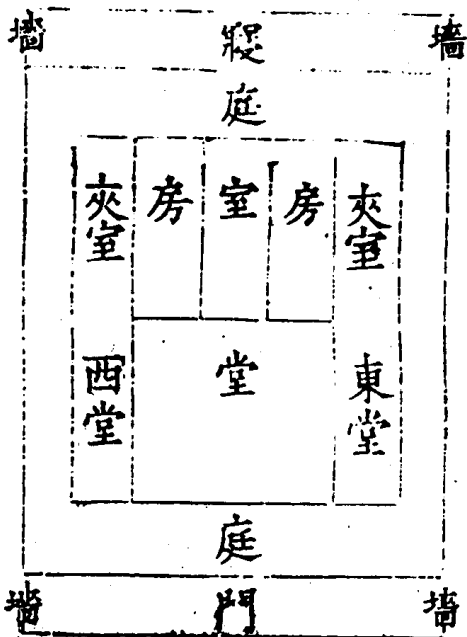 墻 墻
庭
夾室 房 室 房 夾室
東堂 堂 西堂
庭
墻 門 墻